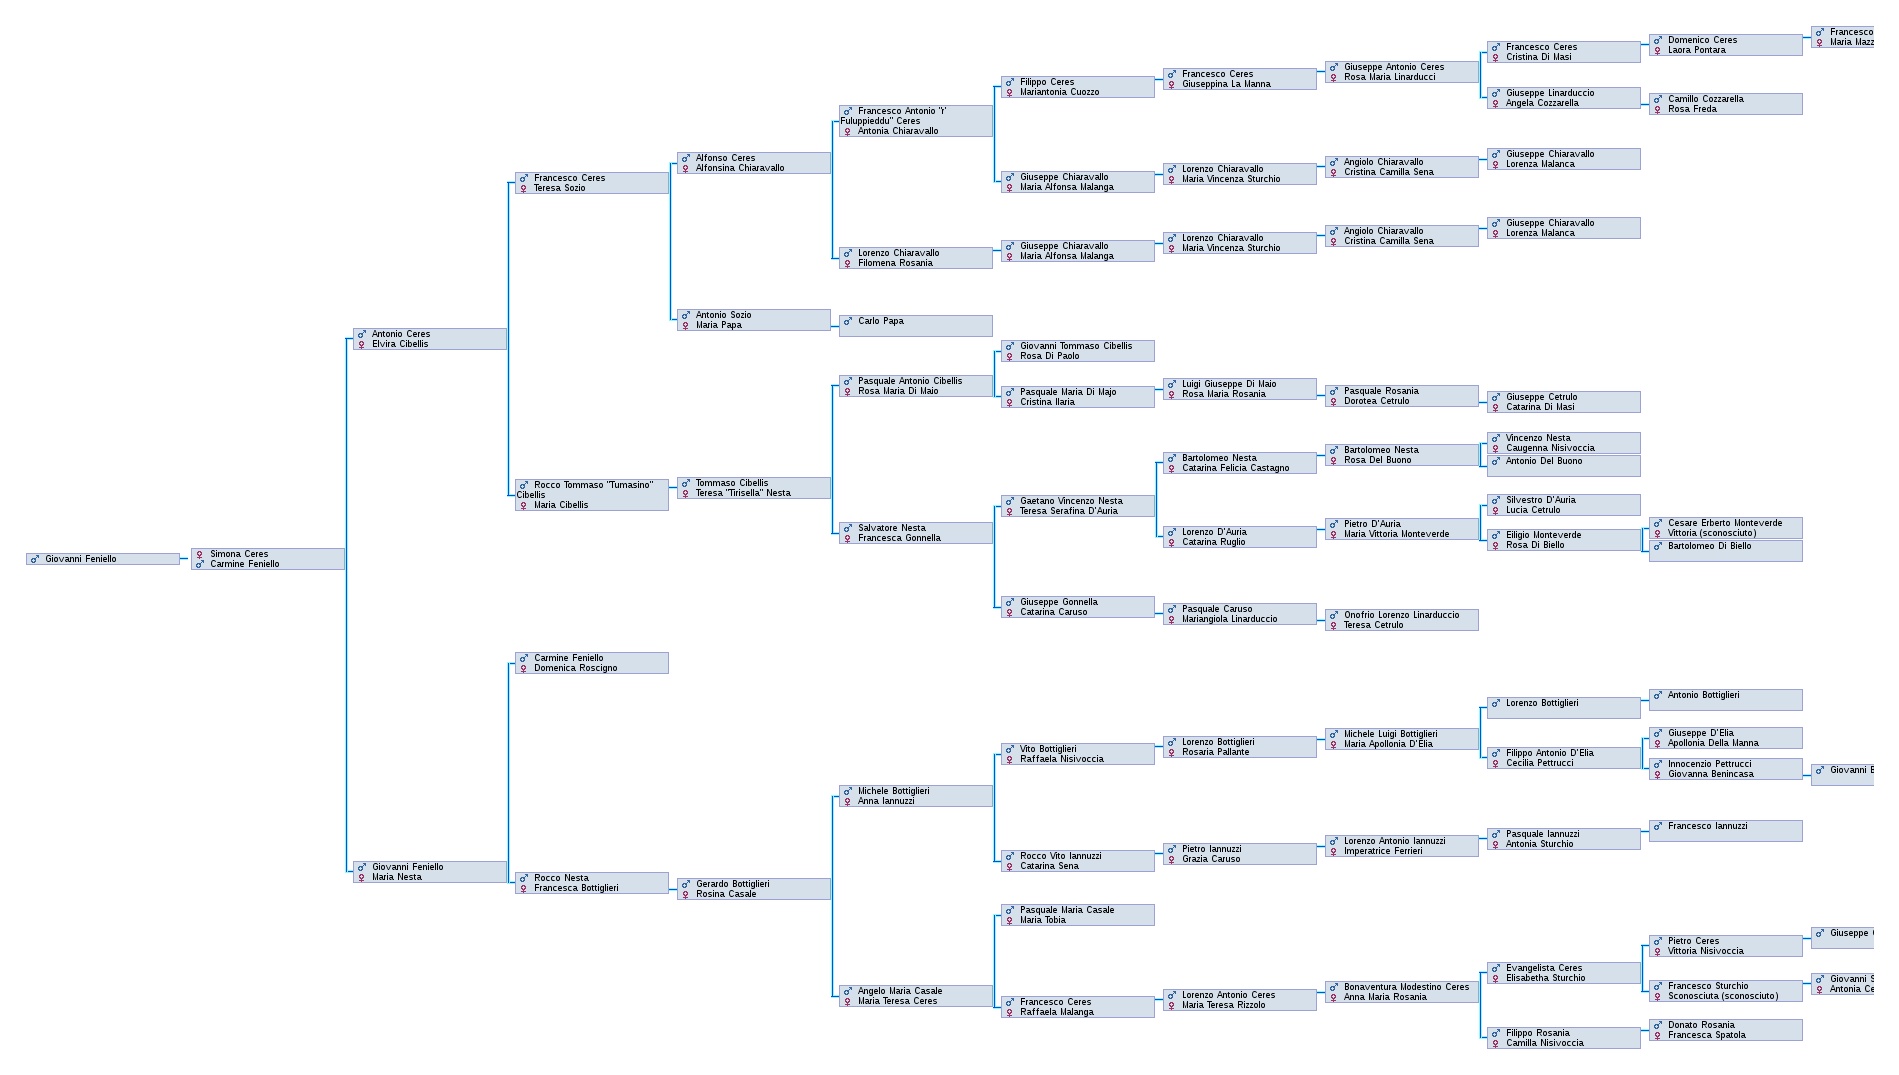 Giovanni Feniello
Simona Ceres
Carmine Feniello
Antonio Ceres
Elvira Cibellis
Giovanni Feniello
Maria Nesta
Francesco Ceres
Teresa Sozio
Rocco Tommaso "Tumasino"
Cibellis
Maria Cibellis
Carmine Feniello
Domenica Roscigno
Rocco Nesta
Francesca Bottiglieri
Alfonso Ceres
Alfonsina Chiaravallo
Antonio Sozio
Maria Papa
Tommaso Cibellis
Teresa "Tirisella" Nesta
Gerardo Bottiglieri
Rosina Casale
Francesco Antonio "r'
Fuluppieddu" Ceres
Antonia Chiaravallo
Lorenzo Chiaravallo
Filomena Rosania
Carlo Papa
Pasquale Antonio Cibellis
Rosa Maria Di Maio
Salvatore Nesta
Francesca Gonnella
Michele Bottiglieri
Anna Iannuzzi
Angelo Maria Casale
Maria Teresa Ceres
Filippo Ceres
Mariantonia Cuozzo
Giuseppe Chiaravallo
Maria Alfonsa Malanga
Giuseppe Chiaravallo
Maria Alfonsa Malanga
Giovanni Tommaso Cibellis
Rosa Di Paolo
Pasquale Maria Di Majo
Cristina Ilaria
Gaetano Vincenzo Nesta
Teresa Serafina D'Auria
Giuseppe Gonnella
Catarina Caruso
Vito Bottiglieri
Raffaela Nisivoccia
Rocco Vito Iannuzzi
Catarina Sena
Pasquale Maria Casale
Maria Tobia
Francesco Ceres
Raffaela Malanga
Francesco Ceres
Giuseppina La Manna
Lorenzo Chiaravallo
Maria Vincenza Sturchio
Lorenzo Chiaravallo
Maria Vincenza Sturchio
Luigi Giuseppe Di Maio
Rosa Maria Rosania
Bartolomeo Nesta
Catarina Felicia Castagno
Lorenzo D'Auria
Catarina Ruglio
Pasquale Caruso
Mariangiola Linarduccio
Lorenzo Bottiglieri
Rosaria Pallante
Pietro Iannuzzi
Grazia Caruso
Lorenzo Antonio Ceres
Maria Teresa Rizzolo
Giuseppe Antonio Ceres
Rosa Maria Linarducci
Angiolo Chiaravallo
Cristina Camilla Sena
Angiolo Chiaravallo
Cristina Camilla Sena
Pasquale Rosania
Dorotea Cetrulo
Bartolomeo Nesta
Rosa Del Buono
Pietro D'Auria
Maria Vittoria Monteverde
Onofrio Lorenzo Linarduccio
Teresa Cetrulo
Michele Luigi Bottiglieri
Maria Apollonia D'Elia
Lorenzo Antonio Iannuzzi
Imperatrice Ferrieri
Bonaventura Modestino Ceres
Anna Maria Rosania
Francesco Ceres
Cristina Di Masi
Giuseppe Linarduccio
Angela Cozzarella
Giuseppe Chiaravallo
Lorenza Malanca
Giuseppe Chiaravallo
Lorenza Malanca
Giuseppe Cetrulo
Catarina Di Masi
Vincenzo Nesta
Caugenna Nisivoccia
Antonio Del Buono
Silvestro D'Auria
Lucia Cetrulo
Eiligio Monteverde
Rosa Di Biello
Lorenzo Bottiglieri
Filippo Antonio D'Elia
Cecilia Pettrucci
Pasquale Iannuzzi
Antonia Sturchio
Evangelista Ceres
Elisabetha Sturchio
Filippo Rosania
Camilla Nisivoccia
Domenico Ceres
Laora Pontara
Camillo Cozzarella
Rosa Freda
Cesare Erberto Monteverde
Vittoria (sconosciuto)
Bartolomeo Di Biello
Antonio Bottiglieri
Giuseppe D'Elia
Apollonia Della Manna
Innocenzio Pettrucci
Giovanna Benincasa
Francesco Iannuzzi
Pietro Ceres
Vittoria Nisivoccia
Francesco Sturchio
Sconosciuta (sconosciuto)
Donato Rosania
Francesca Spatola
Francesco
Maria Mazz
Giovanni
Giuseppe
Giovanni S
Antonia Ce